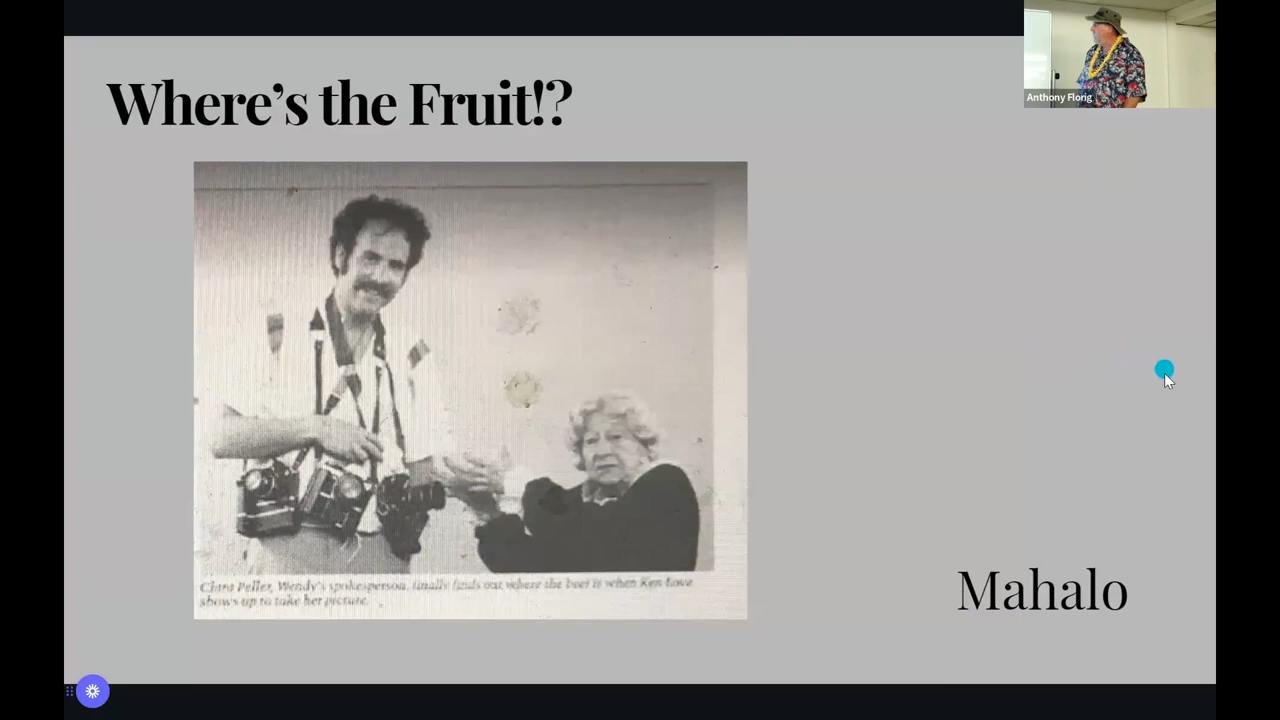 Where's the Fruit!?
Anthony Florig
Clara Peller, Wendy's spokesperson, finally finds out where the beef is when Ken Love
shows up to take her picture.
Mahalo